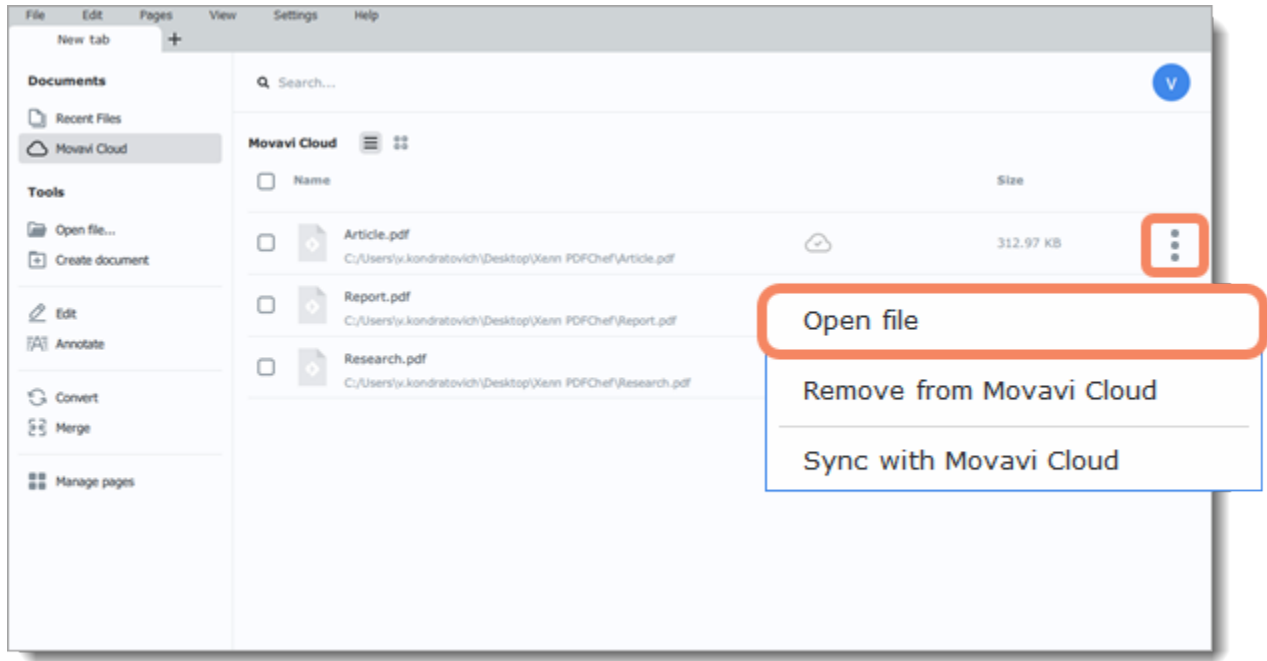 File Edit Pages View Settings Help
New tab +
Documents
Search...
V
Recent Files
Movavi Cloud
Movavi Cloud
Name Size
Tools
Open file...
Create document
Article.pdf 312.97 KB
C:/Users\v.kondratovich\Desktop\Xenn PDFChef\Article.pdf
Report.pdf
C:/Users\v.kondratovich\Desktop\Xenn PDFChef\Report.pdf
Research.pdf
C:/Users\v.kondratovich\Desktop\Xenn PDFChef\Research.pdf
Edit
Annotate
Convert
Merge
Manage pages
Open file
Remove from Movavi Cloud
Sync with Movavi Cloud